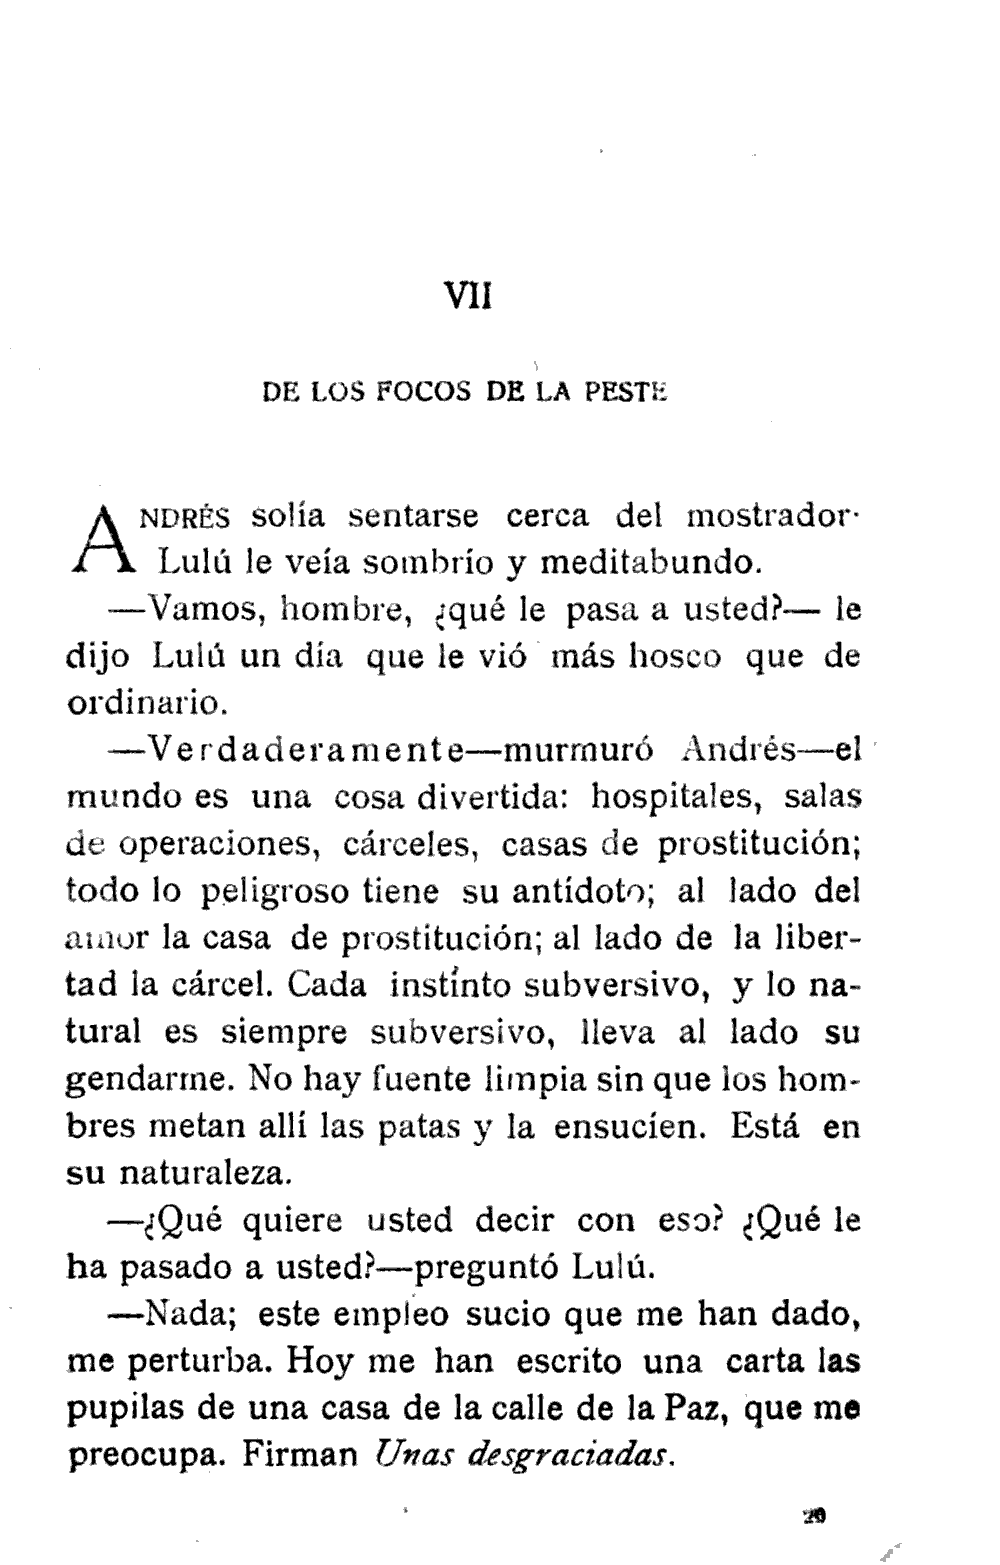 VII
DE LOS FOCOS DE LA PESTE
ANDRÉS solía sentarse cerca del mostrador.
Lulú le veía sombrío y meditabundo.
—Vamos, hombre, ¿qué le pasa a usted?— le
dijo Lulú un día que le vió más hosco que de
ordinario.
—Verdaderamente—murmuró Andrés—el
mundo es una cosa divertida: hospitales, salas
de operaciones, cárceles, casas de prostitución;
todo lo peligroso tiene su antídoto; al lado del
amor la casa de prostitución; al lado de la liber-
tad la cárcel. Cada instinto subversivo, y lo na-
tural es siempre subversivo, lleva al lado su
gendarme. No hay fuente limpia sin que los hom-
bres metan allí las patas y la ensucien. Está en
su naturaleza.
—¿Qué quiere usted decir con eso? ¿Qué le
ha pasado a usted?—preguntó Lulú.
—Nada; este empleo sucio que me han dado,
me perturba. Hoy me han escrito una carta las
pupilas de una casa de la calle de la Paz, que me
preocupa. Firman Unas desgraciadas.
20